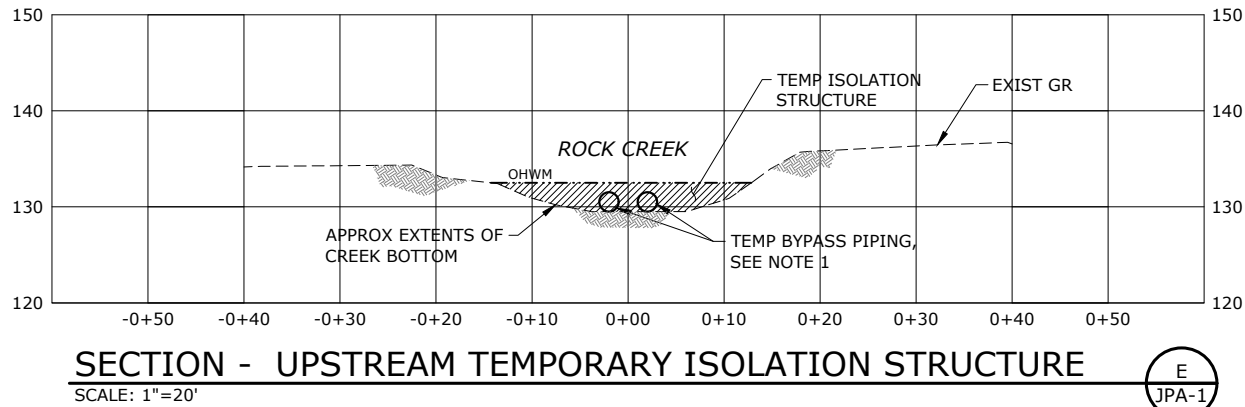 150
150
TEMP ISOLATION
STRUCTURE
EXIST GR
140
140
ROCK CREEK
OHWM
130
130
APPROX EXTENTS OF
CREEK BOTTOM
TEMP BYPASS PIPING,
SEE NOTE 1
120
120
-0+50 -0+40 -0+30 -0+20 -0+10 0+00 0+10 0+20 0+30 0+40 0+50
SECTION - UPSTREAM TEMPORARY ISOLATION STRUCTURE
SCALE: 1"=20'
E
JPA-1